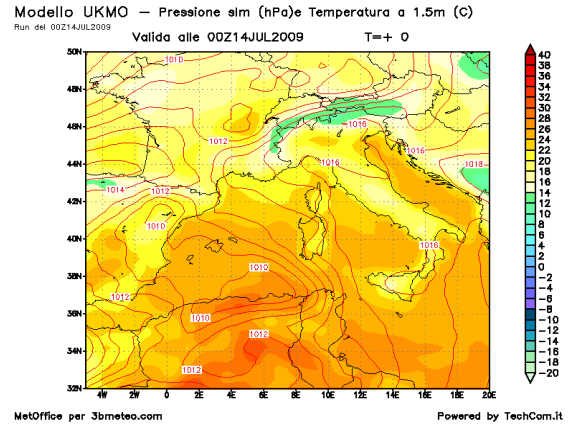 Modello UKMO — Pressione slm (hPa)e Temperatura a 1.5m (C)
Run del 00Z14JUL2009
Valida alle 00Z14JUL2009 T=+ 0
50N
48N
46N
44N
42N
40N
38N
36N
34N
32N
4W 2W 0 2E 4E 6E 8E 10E 12E 14E 16E 18E 20E
1010
1016
1012
1016
1016
1018
1014
1012
1010
1016
1010
1012
1010
1012
1012
40
38
36
34
32
30
28
26
24
22
20
18
16
14
12
10
8
6
4
2
0
−2
−4
−6
−8
−10
−12
−14
−16
−18
−20
MetOffice per 3bmeteo.com
Powered by TechCom.it